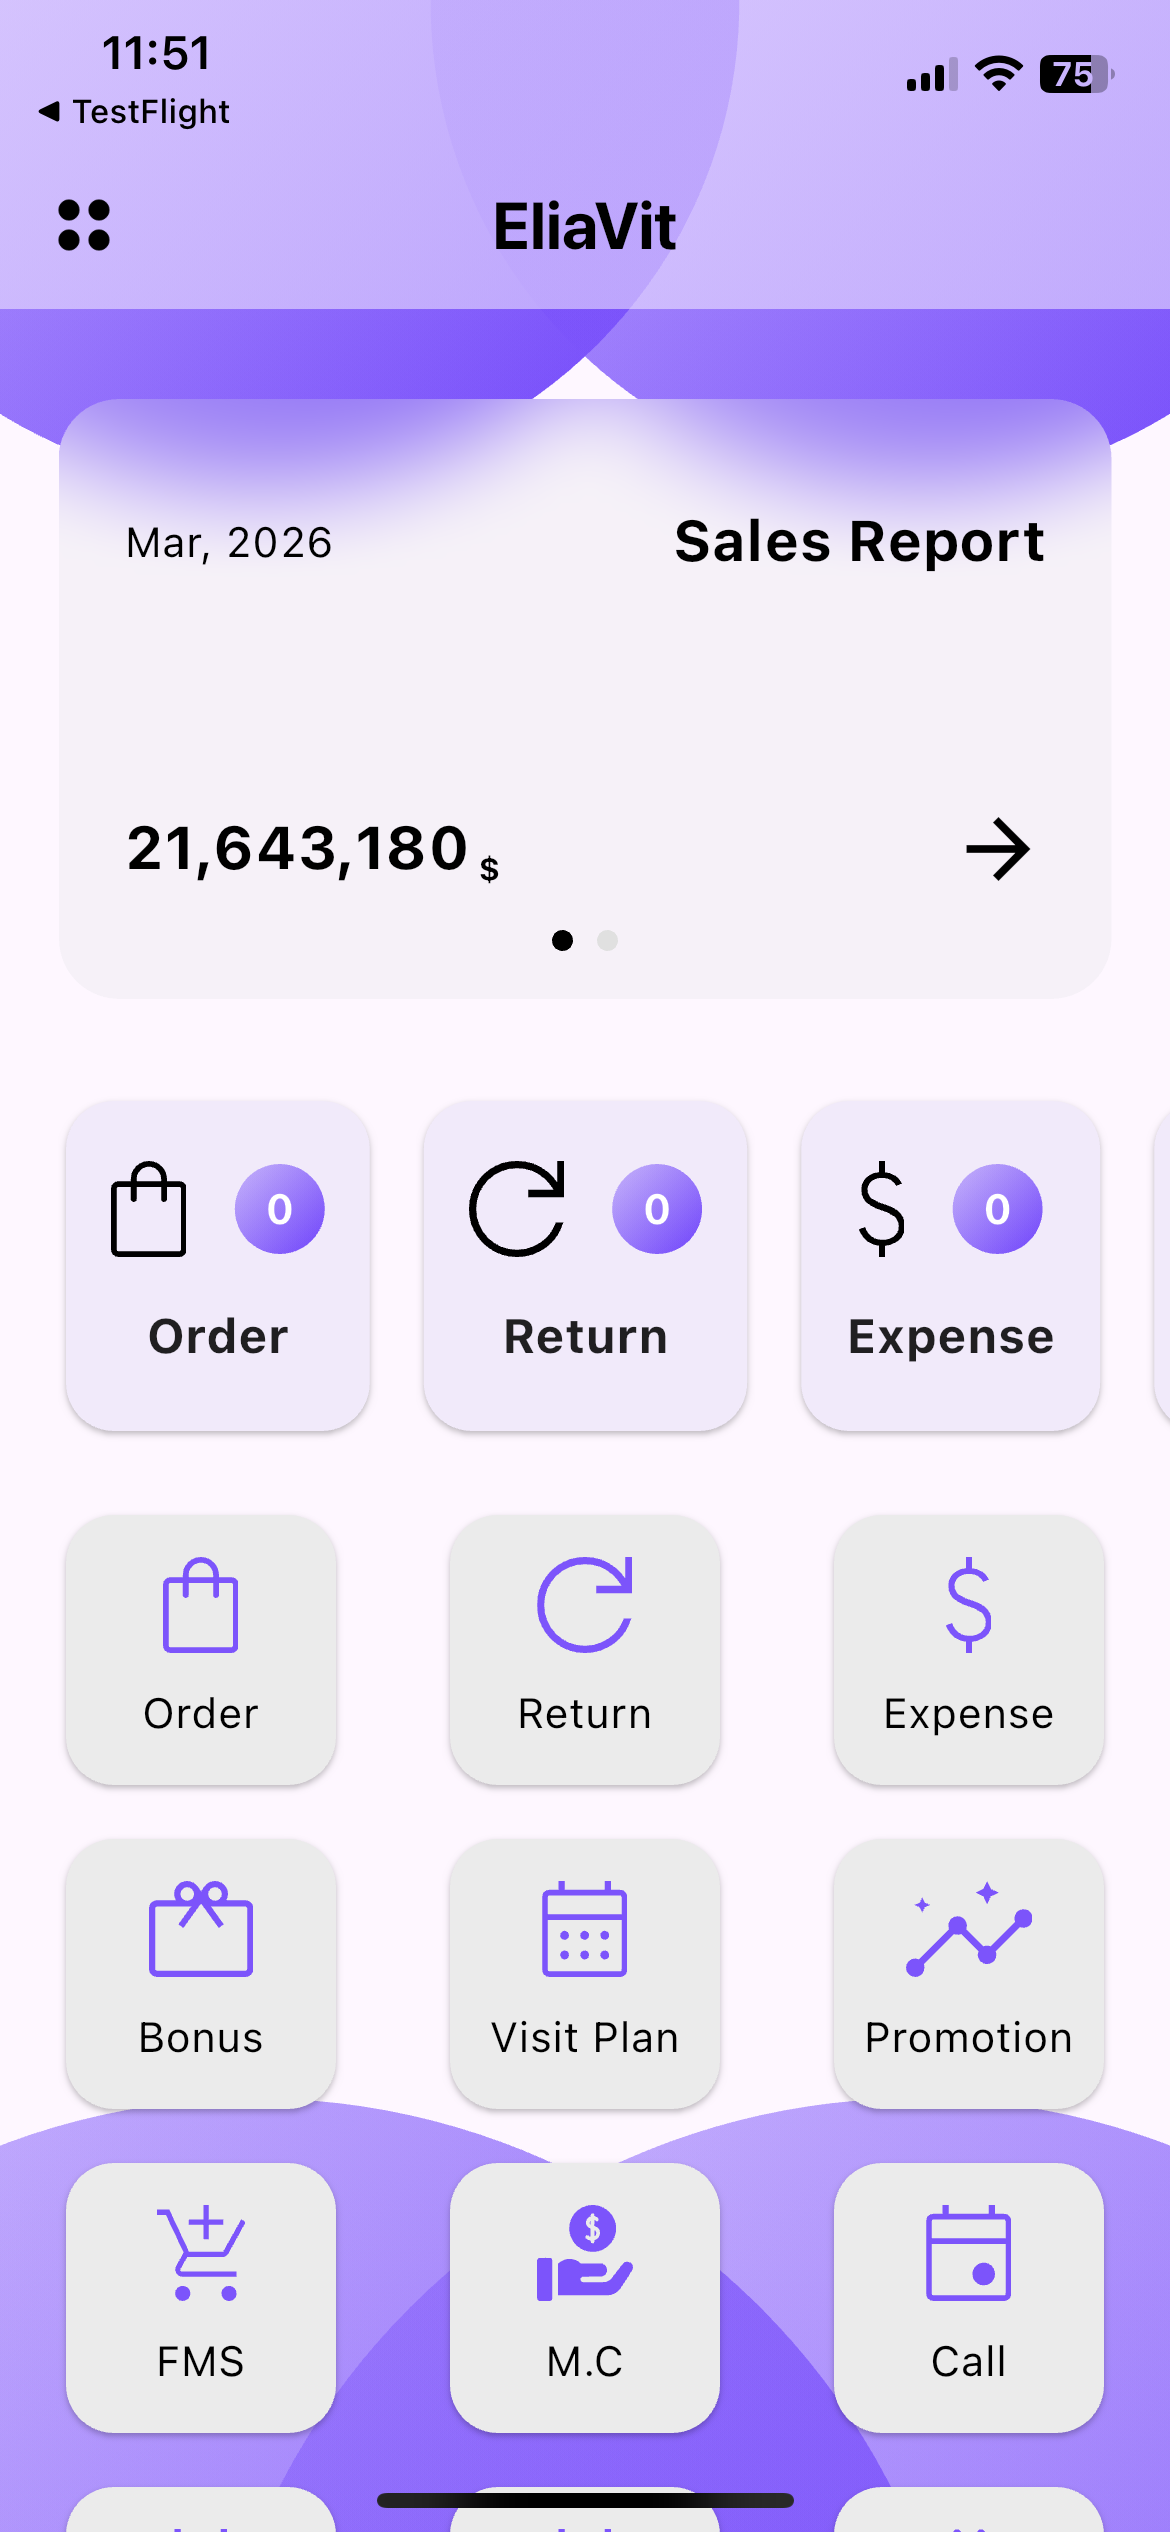 11:51
75
◀ TestFlight
EliaVit
Mar, 2026
Sales Report
21,643,180 $
0
0
0
Order
Return
Expense
Order
Return
Expense
Bonus
Visit Plan
Promotion
$
FMS
M.C
Call